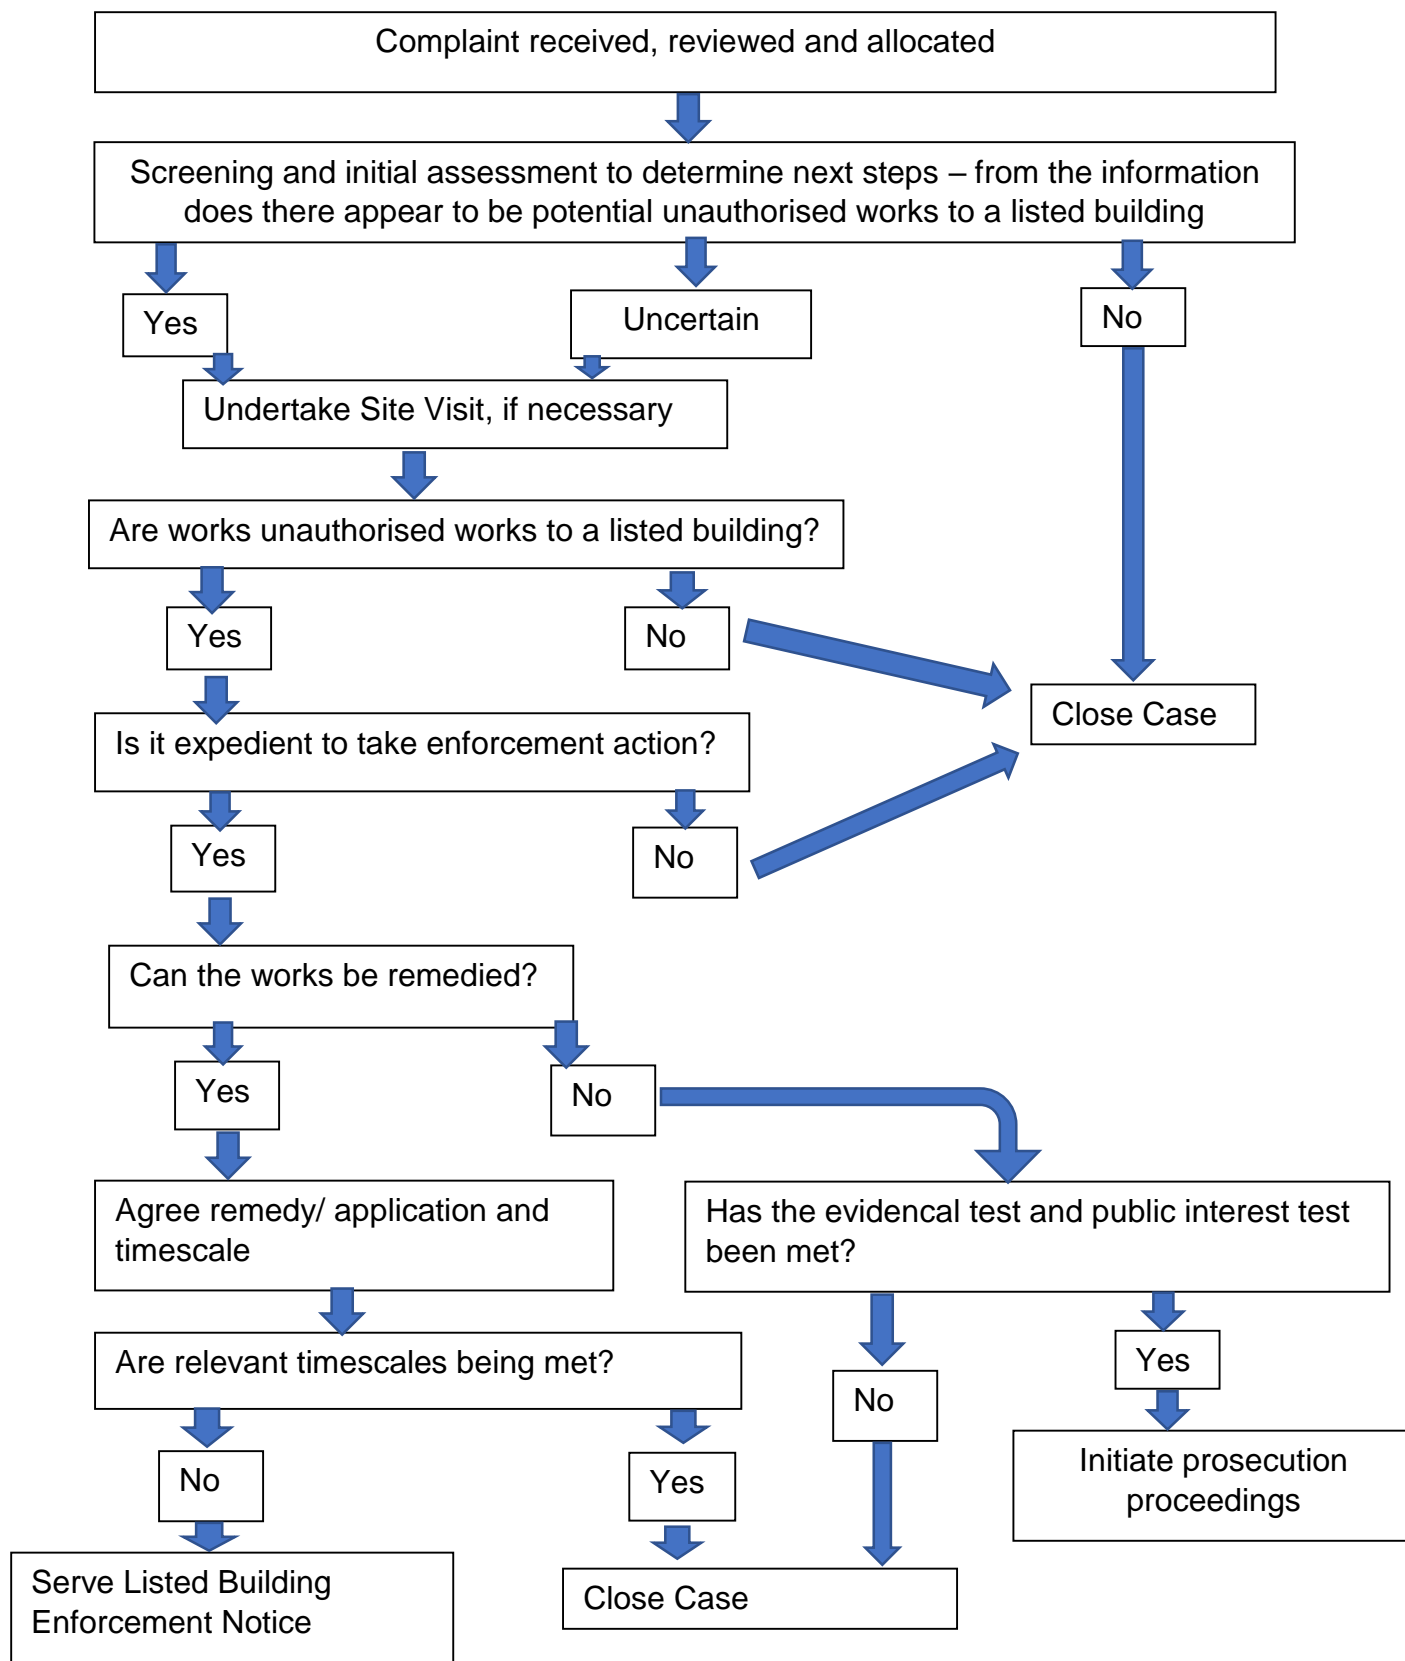 Complaint received, reviewed and allocated
Screening and initial assessment to determine next steps – from the information
does there appear to be potential unauthorised works to a listed building
Yes
Uncertain
No
Undertake Site Visit, if necessary
Are works unauthorised works to a listed building?
Yes
No
Close Case
Is it expedient to take enforcement action?
Yes
No
Can the works be remedied?
Yes
No
Agree remedy/ application and
timescale
Has the evidencal test and public interest test
been met?
Are relevant timescales being met?
No
Yes
No
Yes
Initiate prosecution
proceedings
Serve Listed Building
Enforcement Notice
Close Case